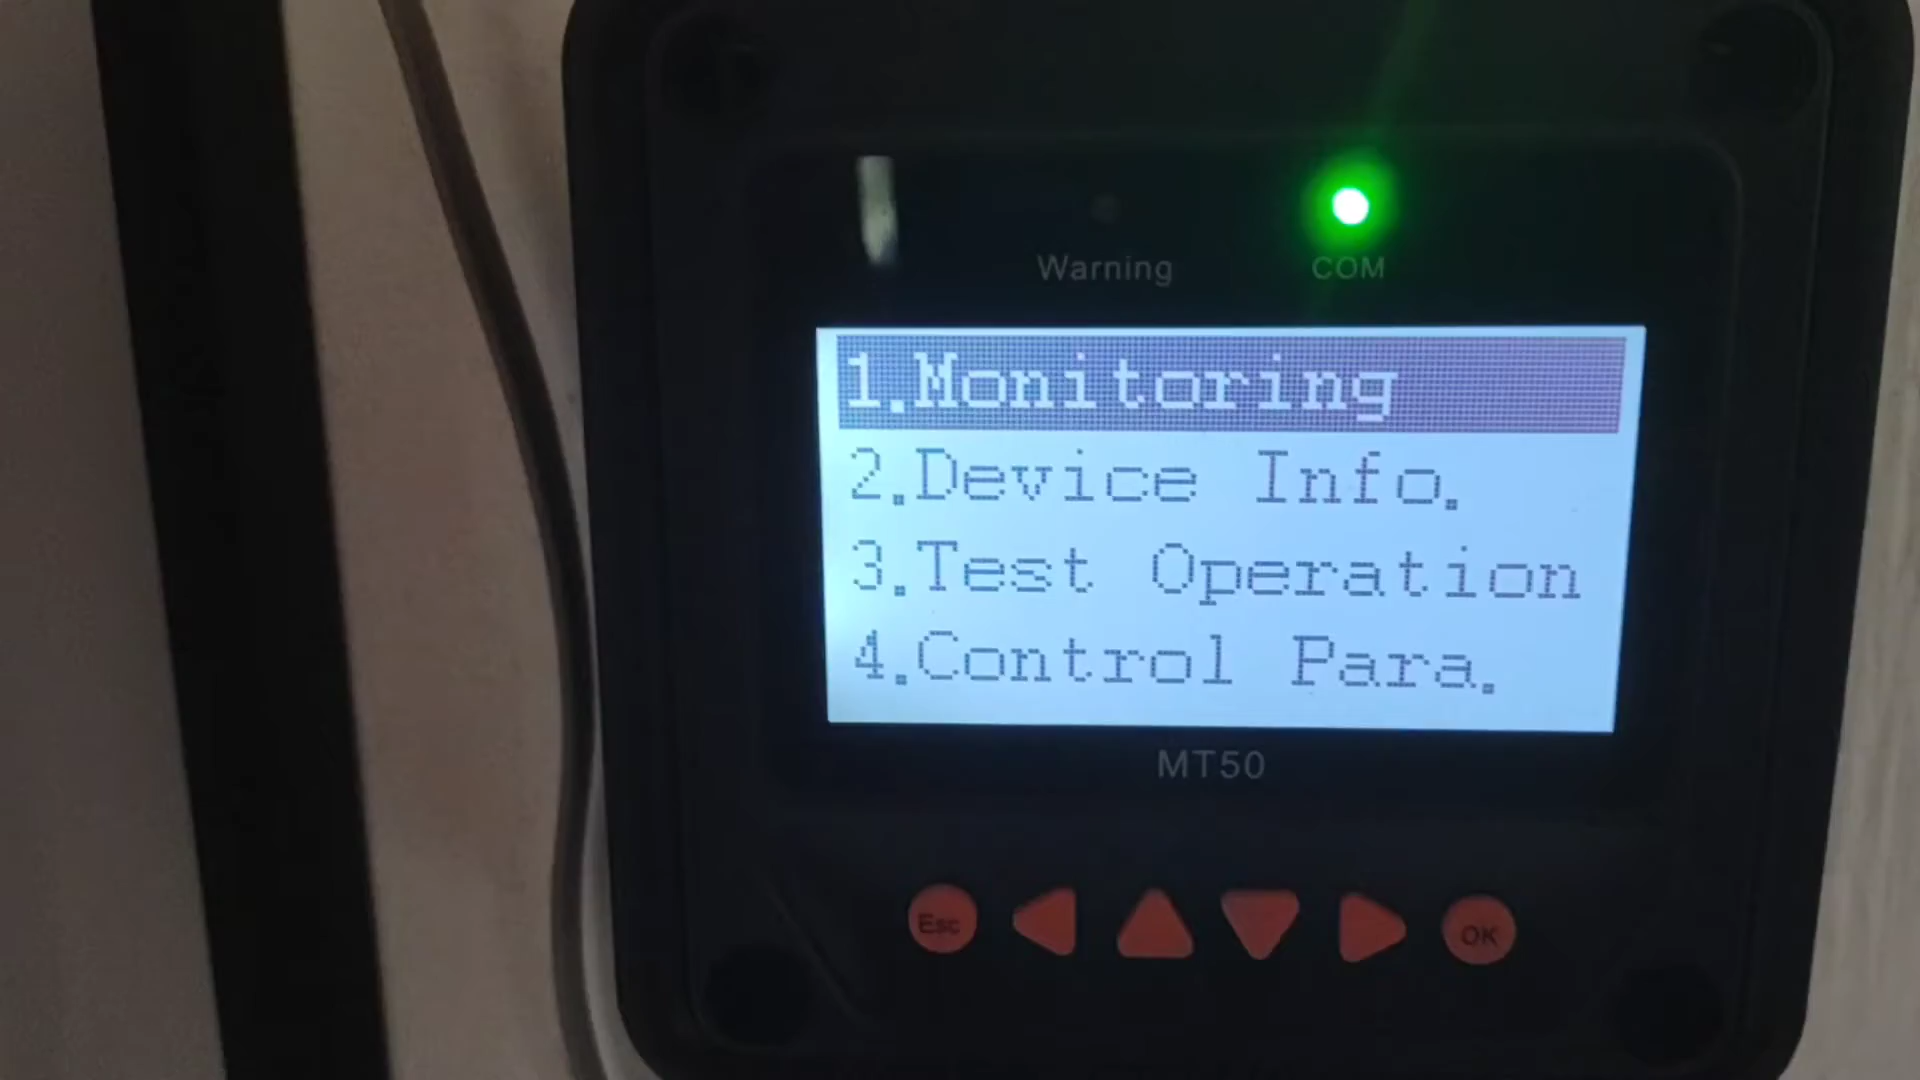 Warning COM
1.Monitoring
2.Device Info.
3.Test Operation
4.Control Para.
MT50
Esc OK